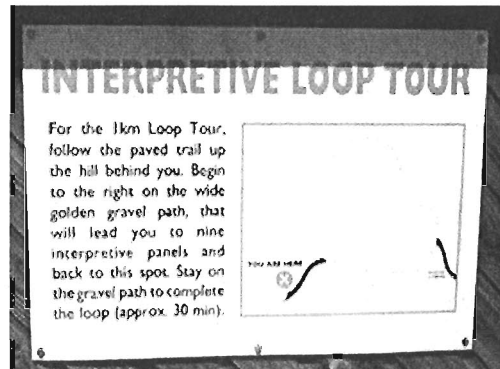 INTERPRETIVE LOOP TOUR
For the 1km Loop Tour,
follow the paved trail up
the hill behind you. Begin
to the right on the wide
golden gravel path, that
will lead you to nine
interpretive panels and
back to this spot. Stay on
the gravel path to complete
the loop (approx. 30 min).
YOU ARE HERE